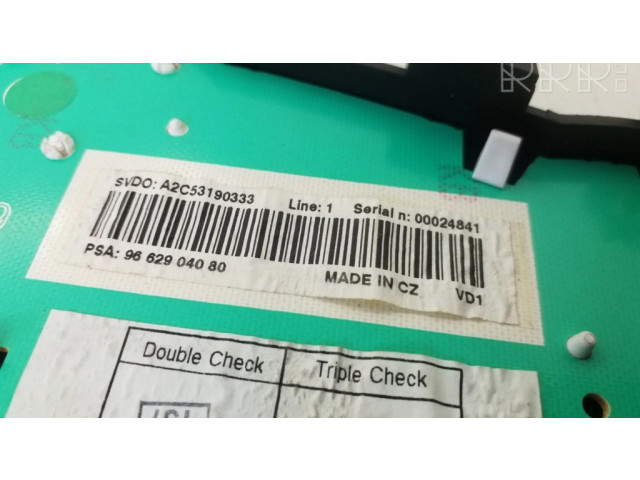 RRR
SVDO: A2C53190333 Line: 1 Serial n: 00024841
PSA: 96 629 040 80 MADE IN CZ VD1
Double Check Triple Check